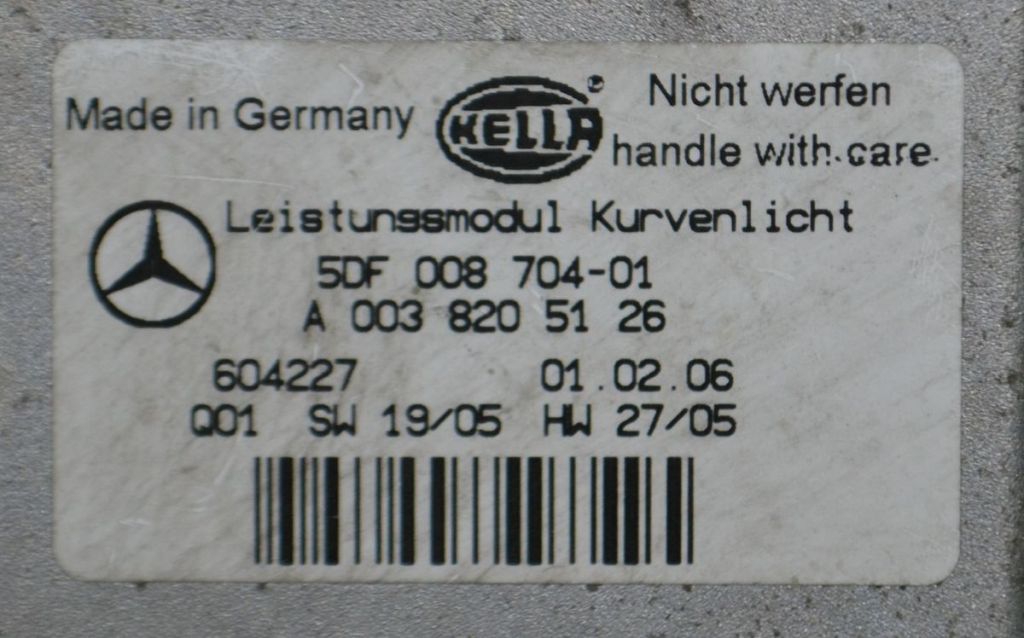 Made in Germany
HELLA
Nicht werfen
handle with care
Leistungsmodul Kurvenlicht
5DF 008 704-01
A 003 820 51 26
604227 01.02.06
Q01 SW 19/05 HW 27/05